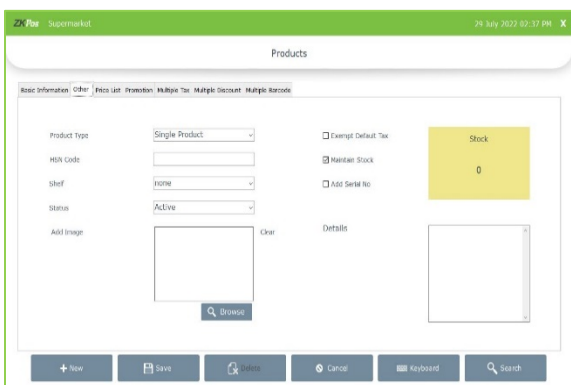 ZKPos Supermarket 29 July 2022 02:37 PM X
Products
Basic Information Other Price List Promotion Multiple Tax Multiple Discount Multiple Barcode
Product Type Single Product Exempt Default Tax Stock
HSN Code Maintain Stock 0
Shelf none Add Serial No
Status Active
Add Image Clear Details
Browse
New Save Delete Cancel Keyboard Search